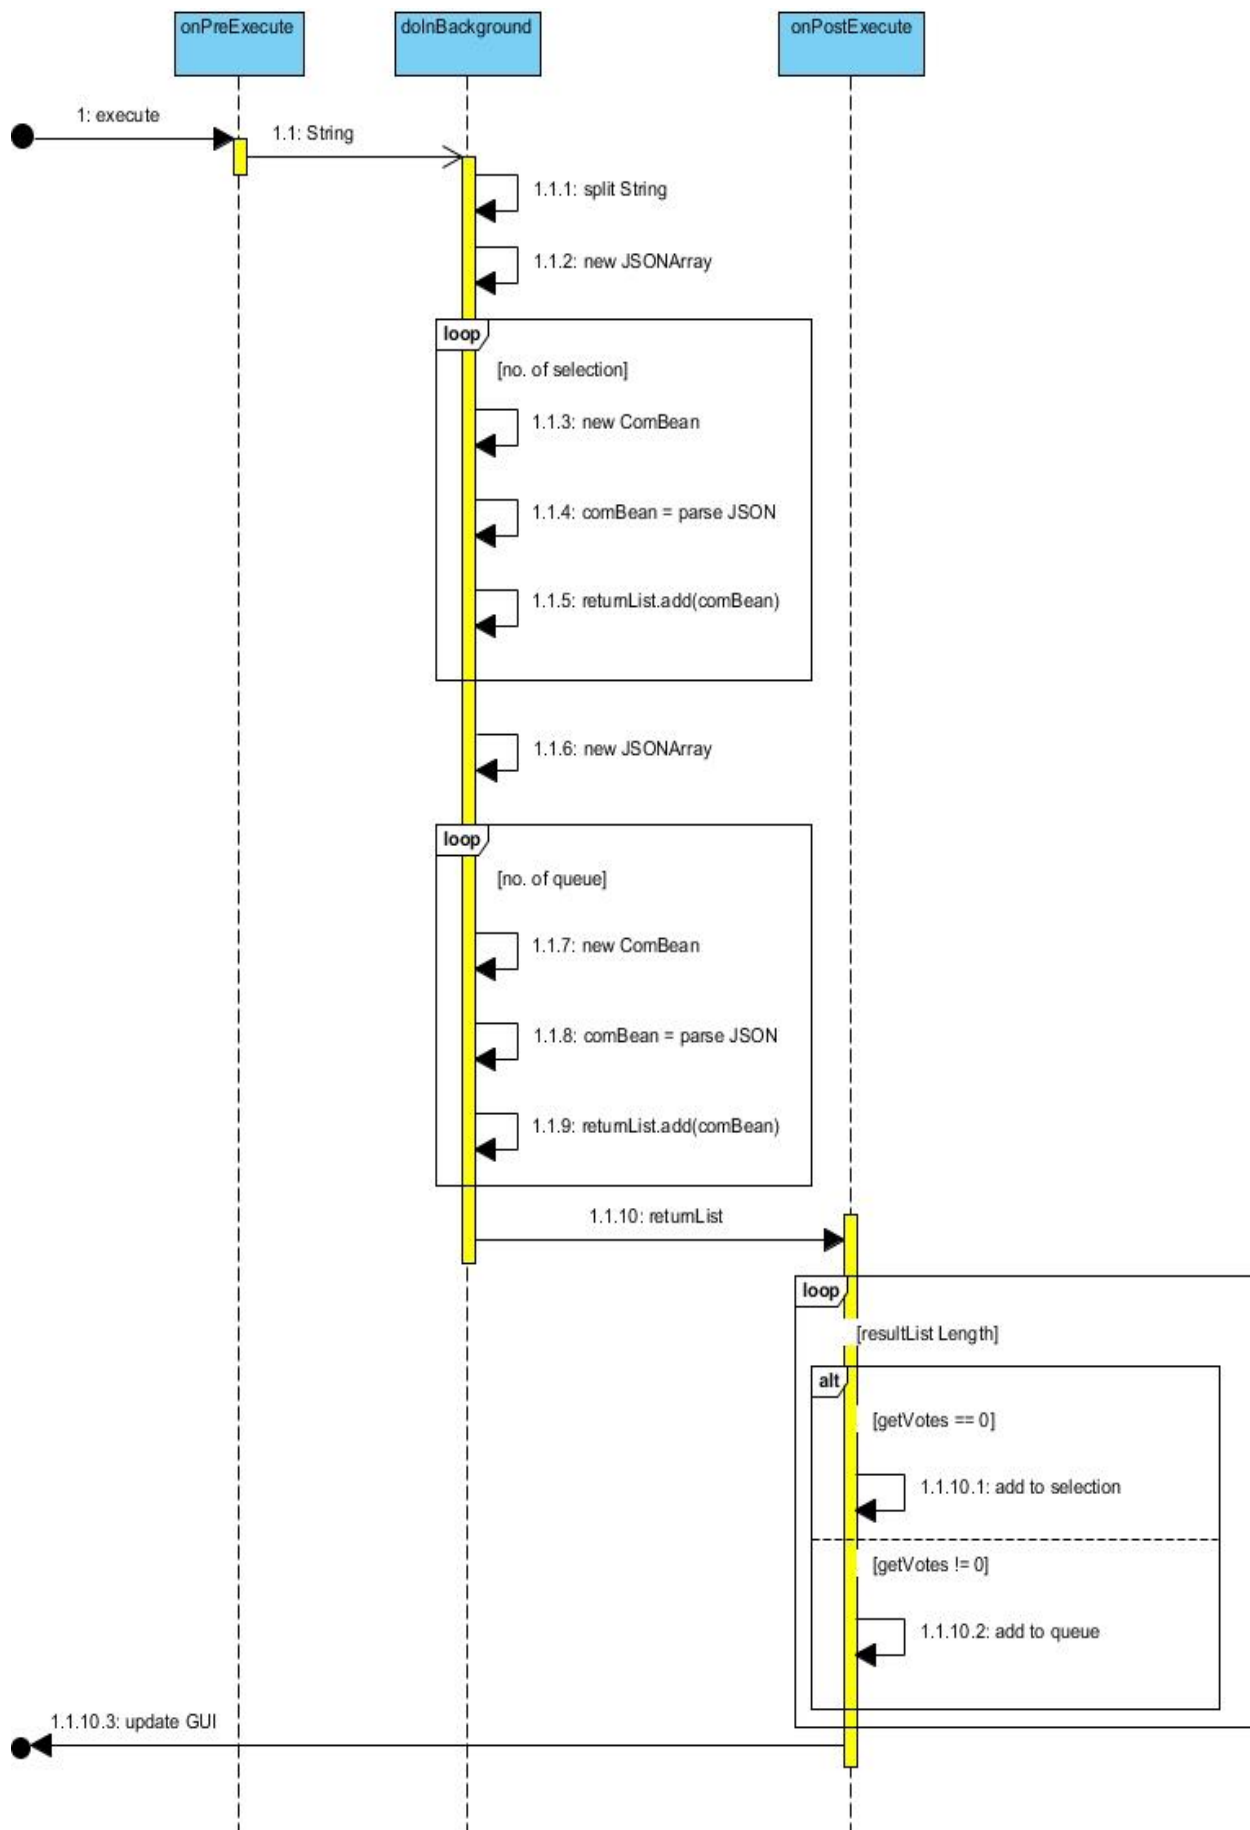 onPreExecute
doInBackground
onPostExecute
1: execute
1.1: String
1.1.1: split String
1.1.2: new JSONArray
loop
[no. of selection]
1.1.3: new ComBean
1.1.4: comBean = parse JSON
1.1.5: returnList.add(comBean)
1.1.6: new JSONArray
loop
[no. of queue]
1.1.7: new ComBean
1.1.8: comBean = parse JSON
1.1.9: returnList.add(comBean)
1.1.10: returnList
loop
[resultList Length]
alt
[getVotes == 0]
1.1.10.1: add to selection
[getVotes != 0]
1.1.10.2: add to queue
1.1.10.3: update GUI